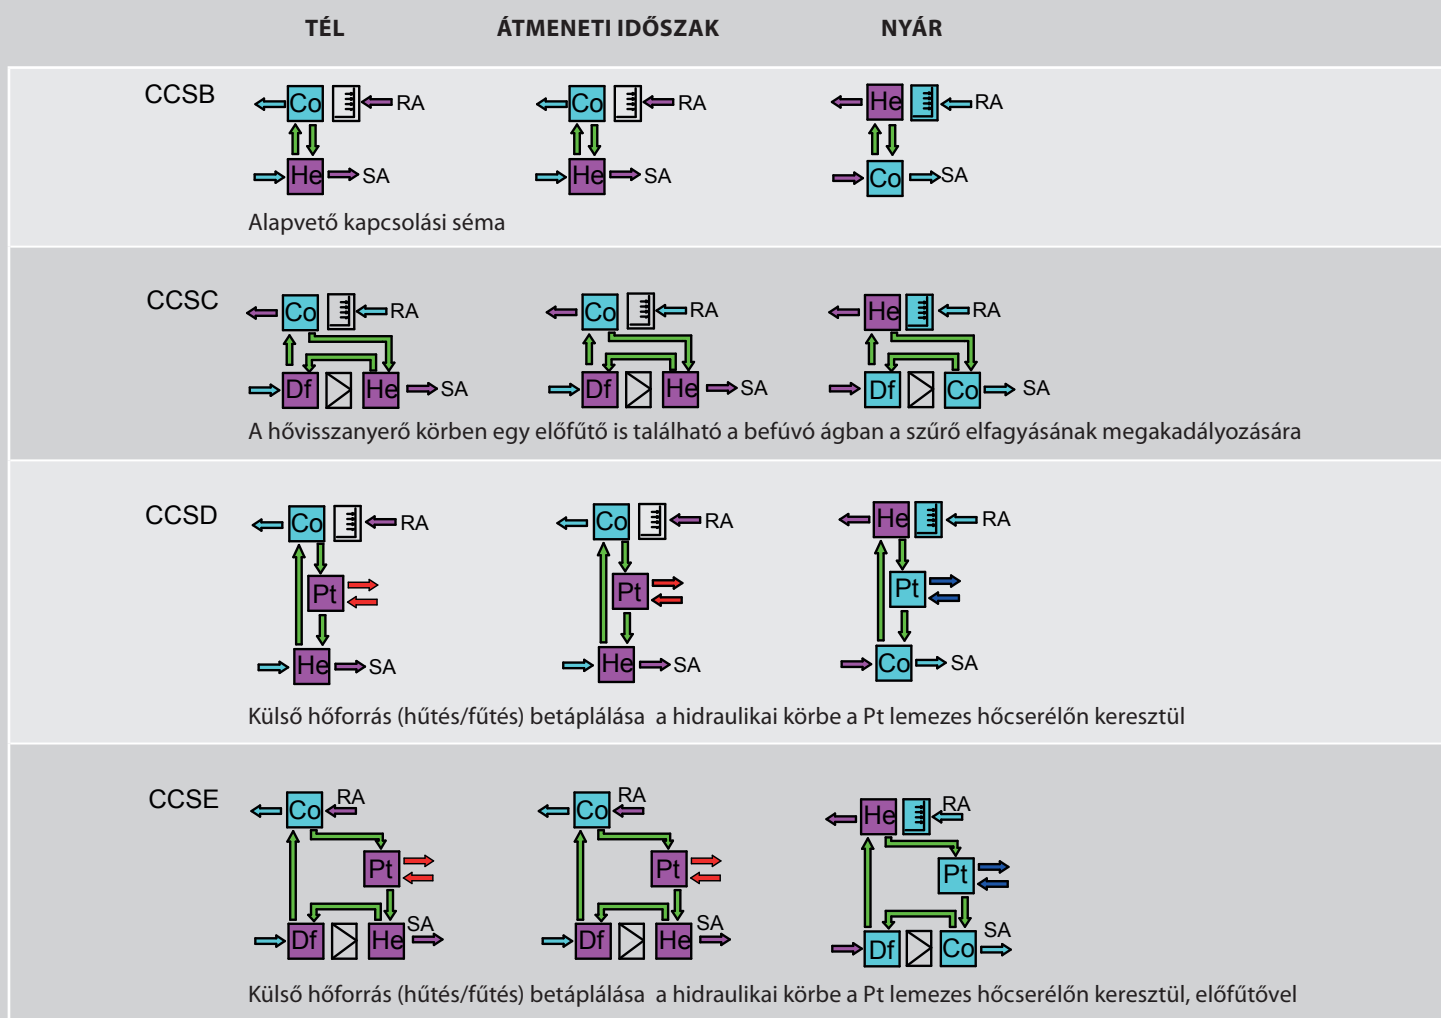 TÉL ÁTMENETI IDŐSZAK NYÁR
CCSB Co RA Co RA He RA
He SA He SA Co SA
Alapvető kapcsolási séma
CCSC Co RA Co RA He RA
Df He SA Df He SA Df Co SA
A hővisszanyerő körben egy előfűtő is található a befúvó ágban a szűrő elfagyásának megakadályozására
CCSD Co RA Co RA He RA
Pt Pt Pt
He SA He SA Co SA
Külső hőforrás (hűtés/fűtés) betáplálása a hidraulikai körbe a Pt lemezes hőcserélőn keresztül
CCSE Co RA Co RA He RA
Pt Pt Pt
Df He SA Df He SA Df Co SA
Külső hőforrás (hűtés/fűtés) betáplálása a hidraulikai körbe a Pt lemezes hőcserélőn keresztül, előfűtővel